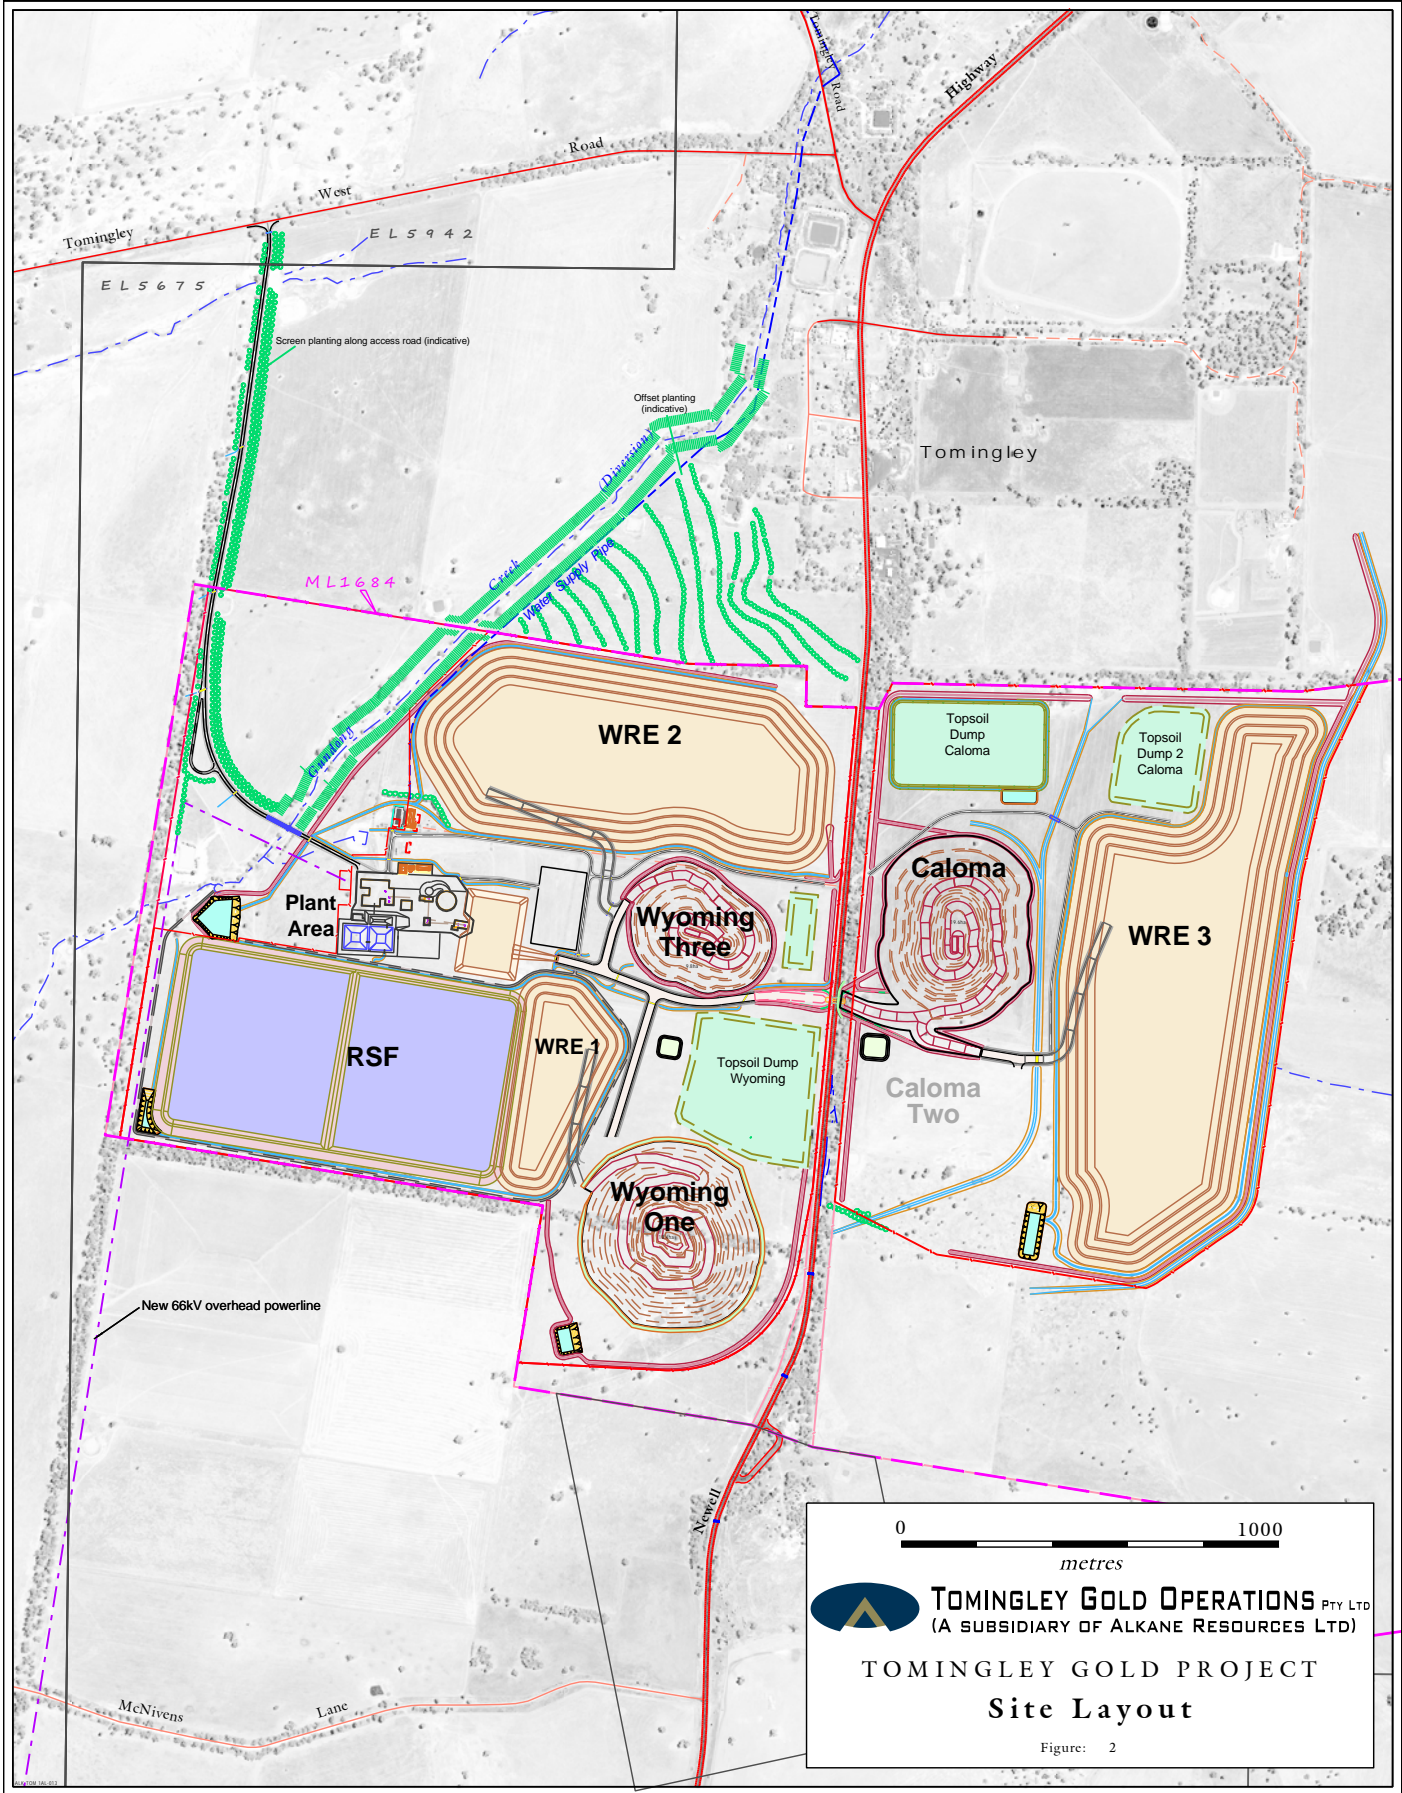 Tomingley
Road
Highway
Tomingley
West
Road
EL5942
EL5675
Screen planting along access road (indicative)
Offset planting
(indicative)
(Diversion)
Tomingley
Creek
Water Supply Pipe
ML1684
Gundong
WRE 2
Topsoil
Dump
Caloma
Topsoil
Dump 2
Caloma
Caloma
Plant
Area
Wyoming
Three
WRE 3
RSF
WRE 1
Topsoil Dump
Wyoming
Caloma
Two
Wyoming
One
New 66kV overhead powerline
Newell
McNivens
Lane
0 1000
metres
TOMINGLEY GOLD OPERATIONS PTY LTD
(A SUBSIDIARY OF ALKANE RESOURCES LTD)
TOMINGLEY GOLD PROJECT
Site Layout
Figure: 2